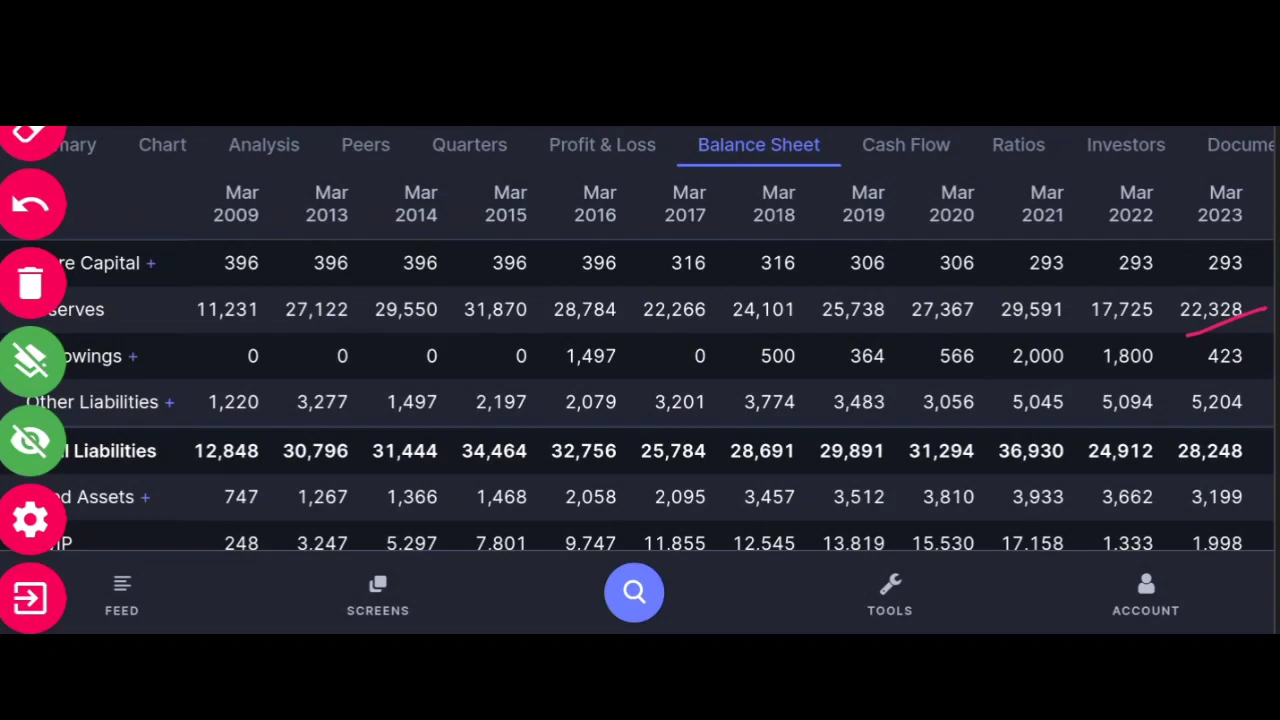 mary Chart Analysis Peers Quarters Profit & Loss Balance Sheet Cash Flow Ratios Investors Docume
Mar 2009 Mar 2013 Mar 2014 Mar 2015 Mar 2016 Mar 2017 Mar 2018 Mar 2019 Mar 2020 Mar 2021 Mar 2022 Mar 2023
re Capital + 396 396 396 396 396 316 316 306 306 293 293 293
serves 11,231 27,122 29,550 31,870 28,784 22,266 24,101 25,738 27,367 29,591 17,725 22,328
owings + 0 0 0 0 1,497 0 500 364 566 2,000 1,800 423
Other Liabilities + 1,220 3,277 1,497 2,197 2,079 3,201 3,774 3,483 3,056 5,045 5,094 5,204
l Liabilities 12,848 30,796 31,444 34,464 32,756 25,784 28,691 29,891 31,294 36,930 24,912 28,248
ed Assets + 747 1,267 1,366 1,468 2,058 2,095 3,457 3,512 3,810 3,933 3,662 3,199
IP 248 3,247 5,297 7,801 9,747 11,855 12,545 13,819 15,530 17,158 1,333 1,998
FEED SCREENS TOOLS ACCOUNT